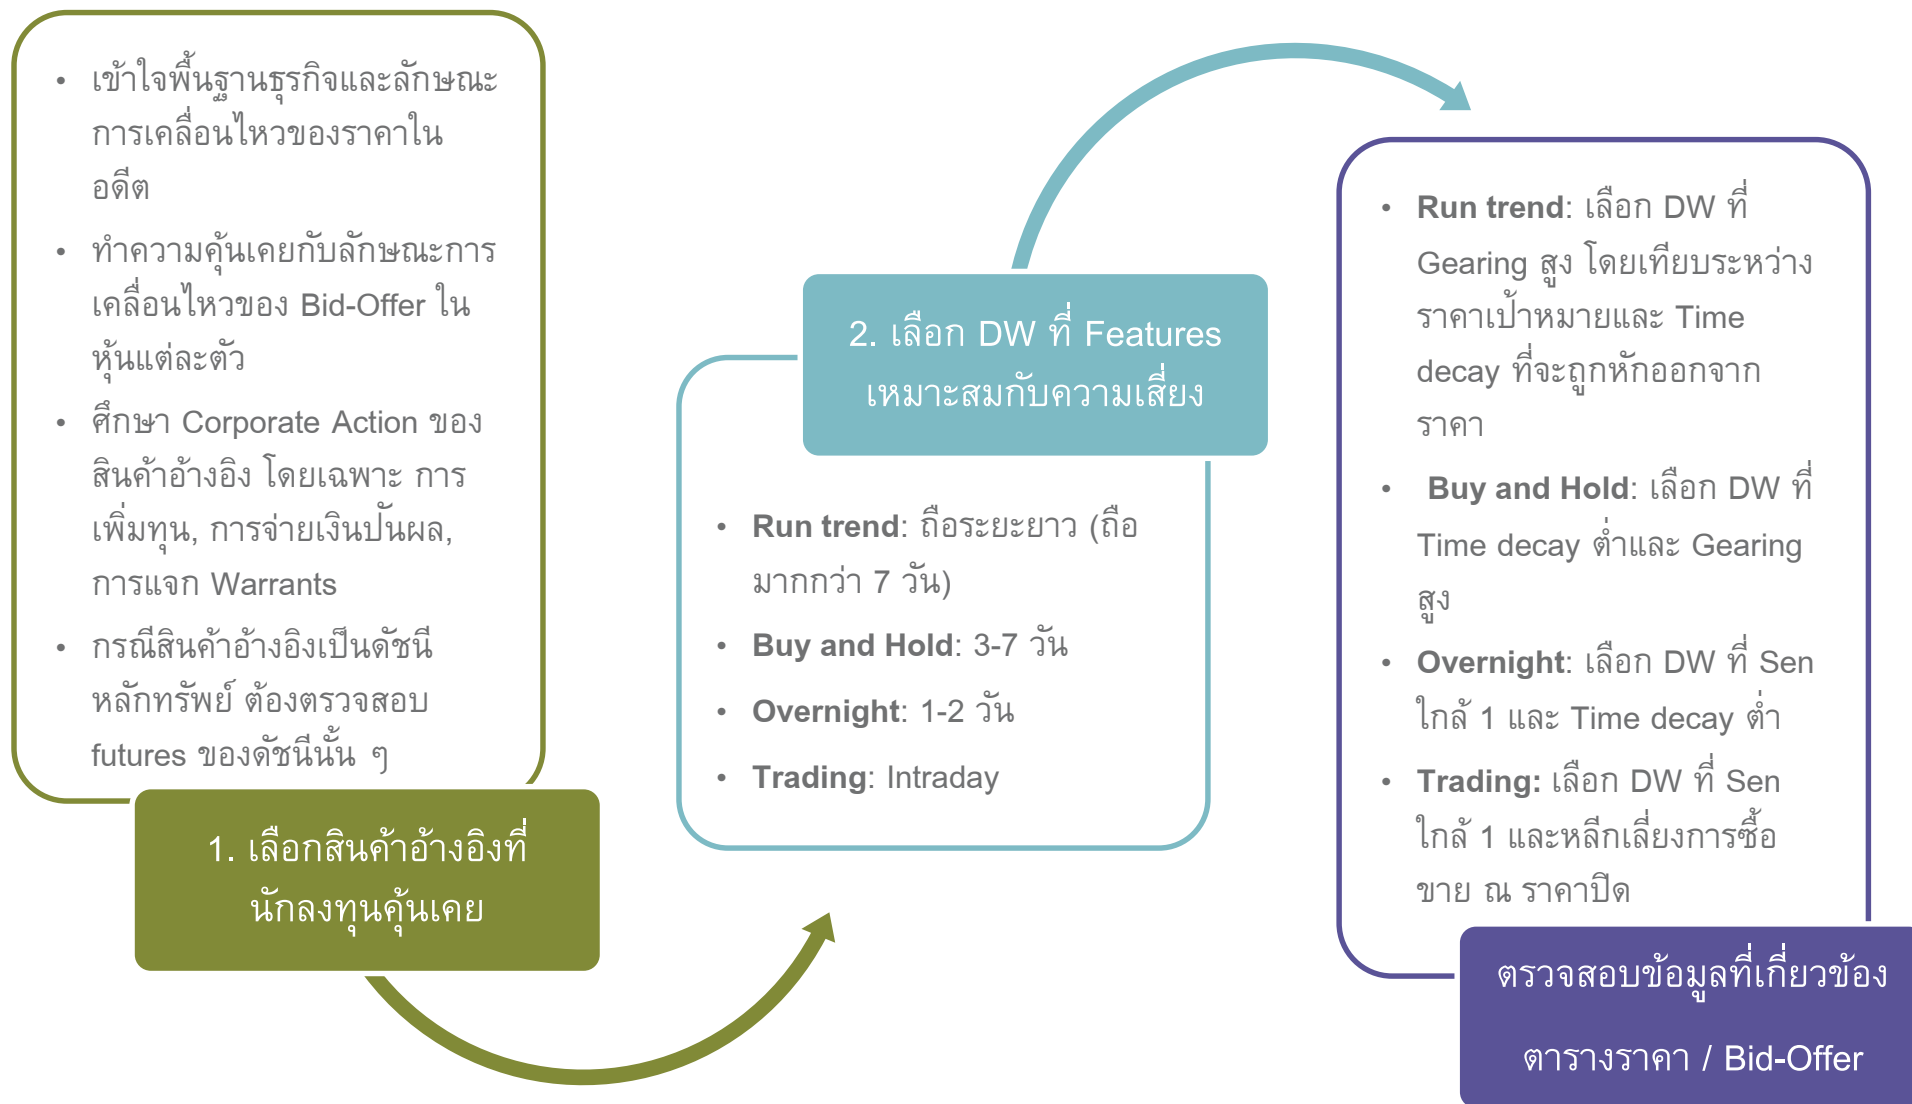 • เข้าใจพื้นฐานธุรกิจและลักษณะ
การเคลื่อนไหวของราคาใน
อดีต
• ทำความคุ้นเคยกับลักษณะการ
เคลื่อนไหวของ Bid-Offer ใน
หุ้นแต่ละตัว
• ศึกษา Corporate Action ของ
สินค้าอ้างอิง โดยเฉพาะ การ
เพิ่มทุน, การจ่ายเงินปันผล,
การแจก Warrants
• กรณีสินค้าอ้างอิงเป็นดัชนี
หลักทรัพย์ ต้องตรวจสอบ
futures ของดัชนีนั้น ๆ
1. เลือกสินค้าอ้างอิงที่
นักลงทุนคุ้นเคย
2. เลือก DW ที่ Features
เหมาะสมกับความเสี่ยง
• Run trend: ถือระยะยาว (ถือ
มากกว่า 7 วัน)
• Buy and Hold: 3-7 วัน
• Overnight: 1-2 วัน
• Trading: Intraday
• Run trend: เลือก DW ที่
Gearing สูง โดยเทียบระหว่าง
ราคาเป้าหมายและ Time
decay ที่จะถูกหักออกจาก
ราคา
• Buy and Hold: เลือก DW ที่
Time decay ต่ำและ Gearing
สูง
• Overnight: เลือก DW ที่ Sen
ใกล้ 1 และ Time decay ต่ำ
• Trading: เลือก DW ที่ Sen
ใกล้ 1 และหลีกเลี่ยงการซื้อ
ขาย ณ ราคาปิด
ตรวจสอบข้อมูลที่เกี่ยวข้อง
ตารางราคา / Bid-Offer